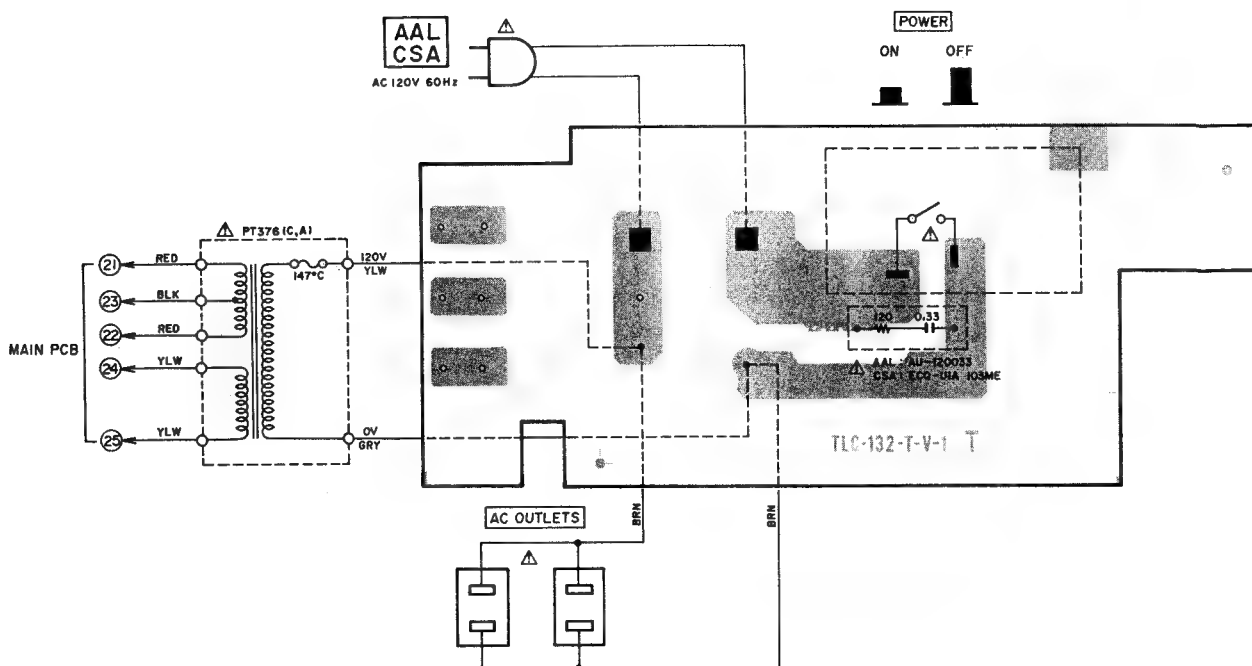 AAL
CSA
AC 120V 60Hz
POWER
ON OFF
PT376 (C,A)
147°C
120V
YLW
0V
GRY
MAIN PCB
21 RED
23 BLK
22 RED
24 YLW
25 YLW
120 0.33
AAL : AU-120033
CSA : ECQ-U1A 103ME
TLC-132-T-V-1 T
BRN
BRN
AC OUTLETS